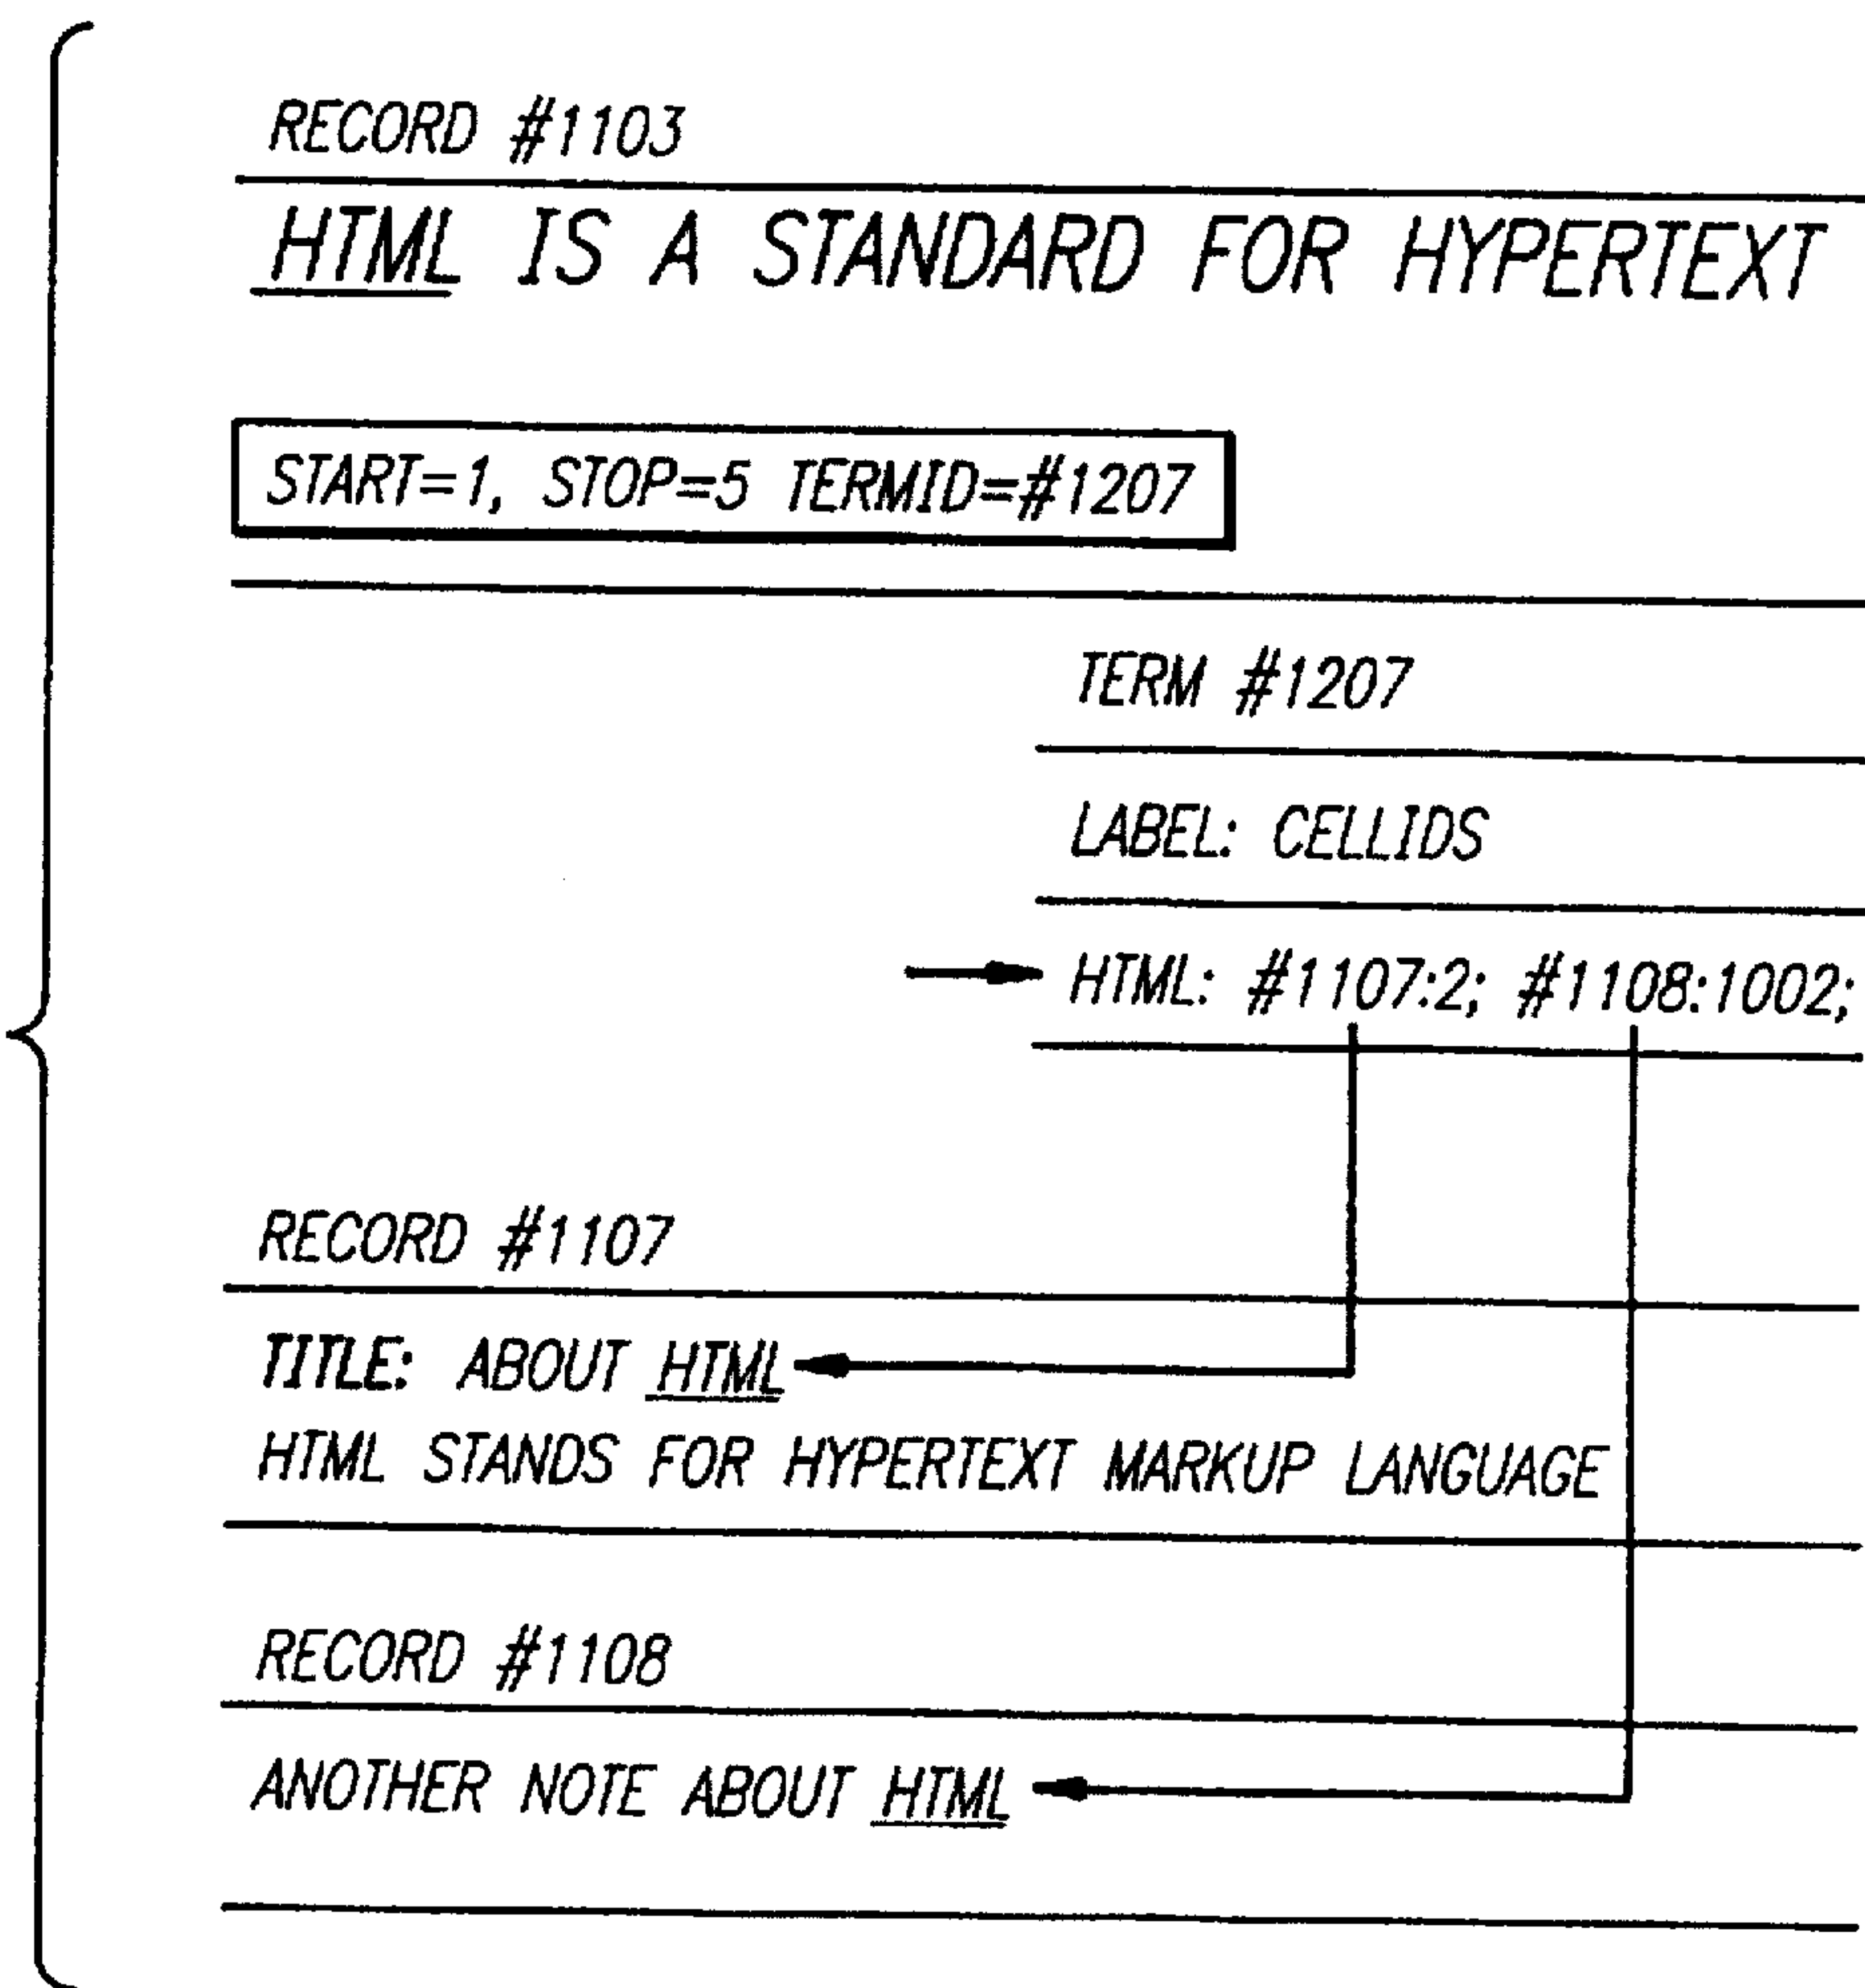 RECORD #1103
HTML IS A STANDARD FOR HYPERTEXT
START=1, STOP=5 TERMID=#1207
TERM #1207
LABEL: CELLIDS
HTML: #1107:2; #1108:1002;
RECORD #1107
TITLE: ABOUT HTML
HTML STANDS FOR HYPERTEXT MARKUP LANGUAGE
RECORD #1108
ANOTHER NOTE ABOUT HTML